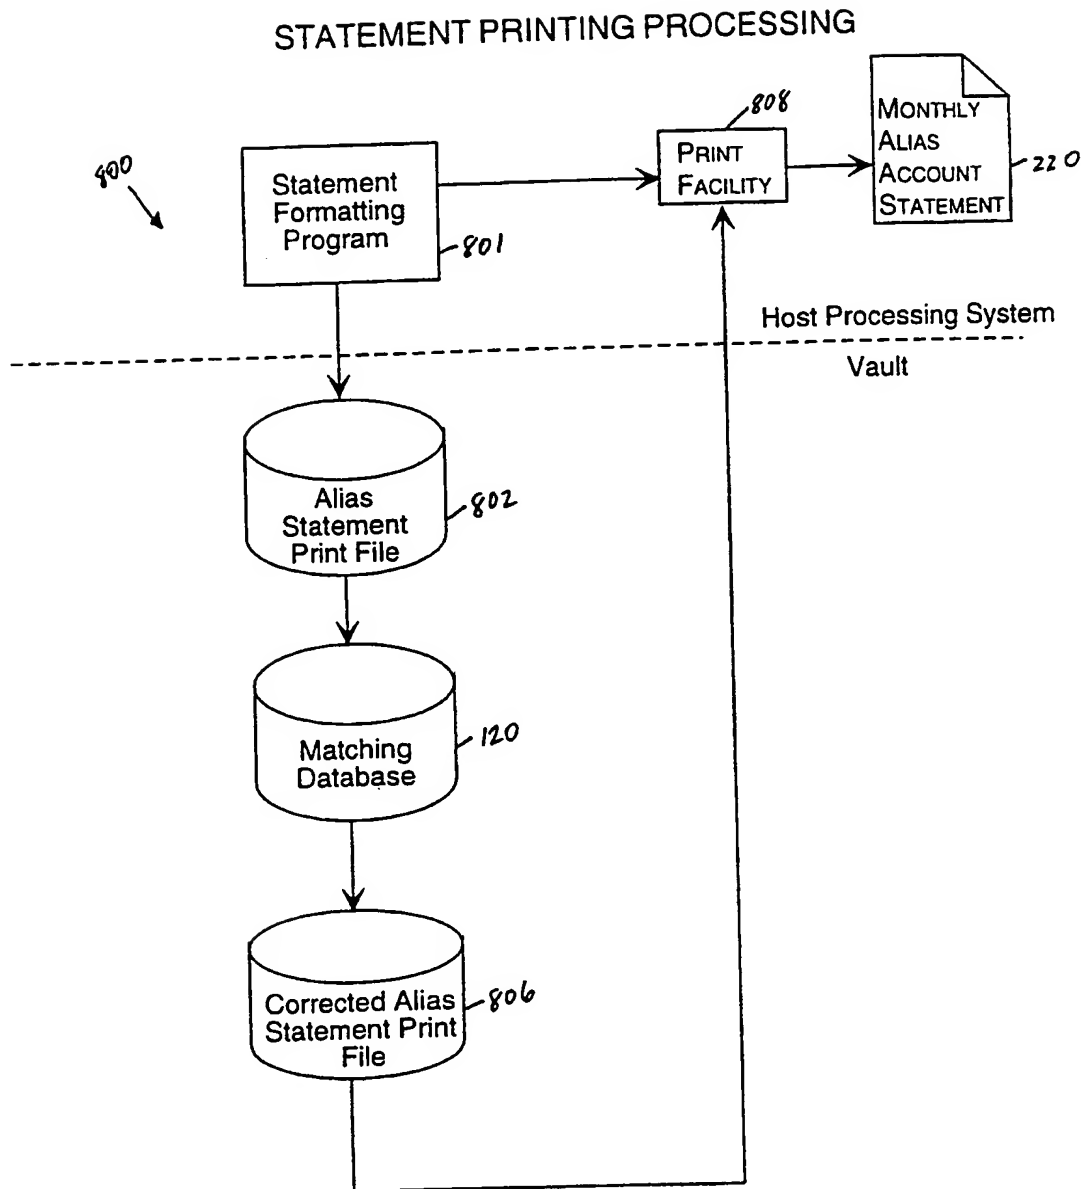 STATEMENT PRINTING PROCESSING
800
Statement
Formatting
Program
801
PRINT
FACILITY
808
MONTHLY
ALIAS
ACCOUNT
STATEMENT
220
Host Processing System
Vault
Alias
Statement
Print File
802
Matching
Database
120
Corrected Alias
Statement Print
File
806